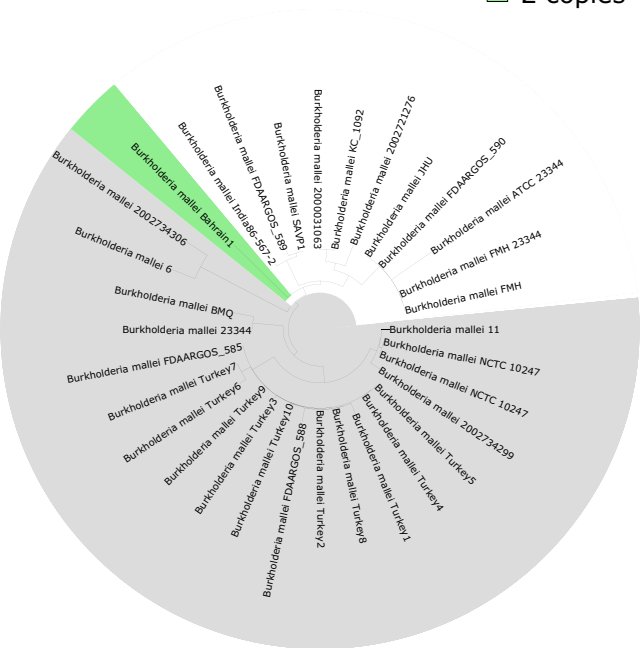 2 copies
Burkholderia mallei Bahrain1
Burkholderia mallei India86-567-2
Burkholderia mallei FDAARGOS_589
Burkholderia mallei SAVP1
Burkholderia mallei 2000031063
Burkholderia mallei KC_1092
Burkholderia mallei 2002721276
Burkholderia mallei JHU
Burkholderia mallei FDAARGOS_590
Burkholderia mallei ATCC 23344
Burkholderia mallei FMH 23344
Burkholderia mallei FMH
Burkholderia mallei 11
Burkholderia mallei NCTC 10247
Burkholderia mallei NCTC 10247
Burkholderia mallei 2002734299
Burkholderia mallei Turkey5
Burkholderia mallei Turkey4
Burkholderia mallei Turkey1
Burkholderia mallei Turkey8
Burkholderia mallei Turkey2
Burkholderia mallei FDAARGOS_588
Burkholderia mallei Turkey10
Burkholderia mallei Turkey3
Burkholderia mallei Turkey9
Burkholderia mallei Turkey6
Burkholderia mallei Turkey7
Burkholderia mallei FDAARGOS_585
Burkholderia mallei 23344
Burkholderia mallei BMQ
Burkholderia mallei 6
Burkholderia mallei 2002734306